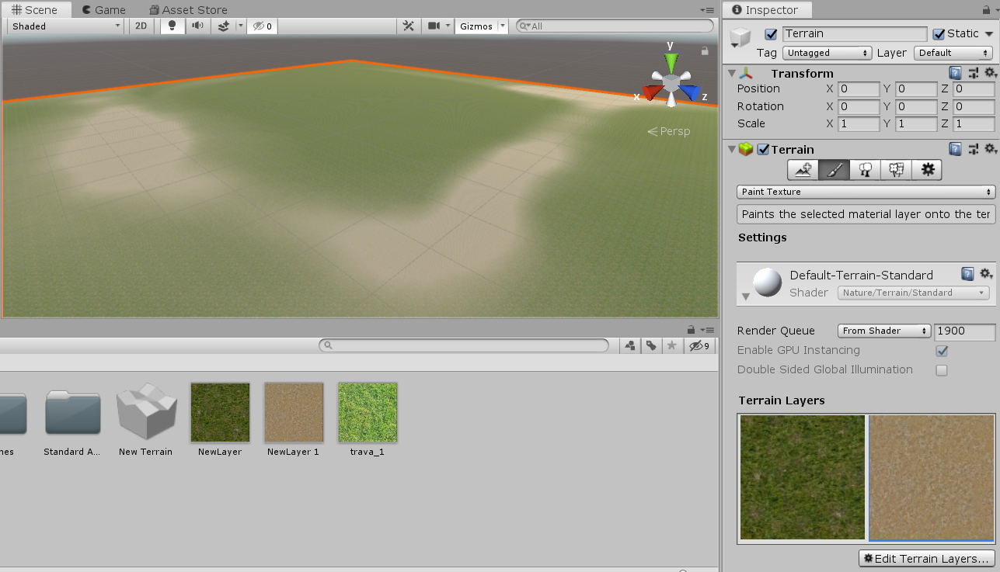 Scene Game Asset Store
Shaded 2D 0 Gizmos All
y
x
z
Persp
9
nes Standard A... New Terrain NewLayer NewLayer 1 trava_1
Inspector
Terrain Static
Tag Untagged Layer Default
Transform
Position X 0 Y 0 Z 0
Rotation X 0 Y 0 Z 0
Scale X 1 Y 1 Z 1
Terrain
Paint Texture
Paints the selected material layer onto the ter
Settings
Default-Terrain-Standard
Shader Nature/Terrain/Standard
Render Queue From Shader 1900
Enable GPU Instancing
Double Sided Global Illumination
Terrain Layers
Edit Terrain Layers...